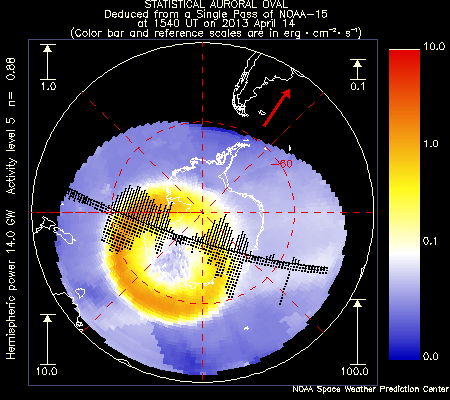 STATISTICAL AURORAL OVAL
Deduced from a Single Pass of NOAA-15
at 1540 UT on 2013 April 14
(Color bar and reference scales are in erg·cm⁻²·s⁻¹)
1.0
0.1
10.0
1.0
0.1
0.0
-60
Hemispheric power 14.0 GW Activity level 5 n= 0.88
10.0
100.0
NOAA Space Weather Prediction Center